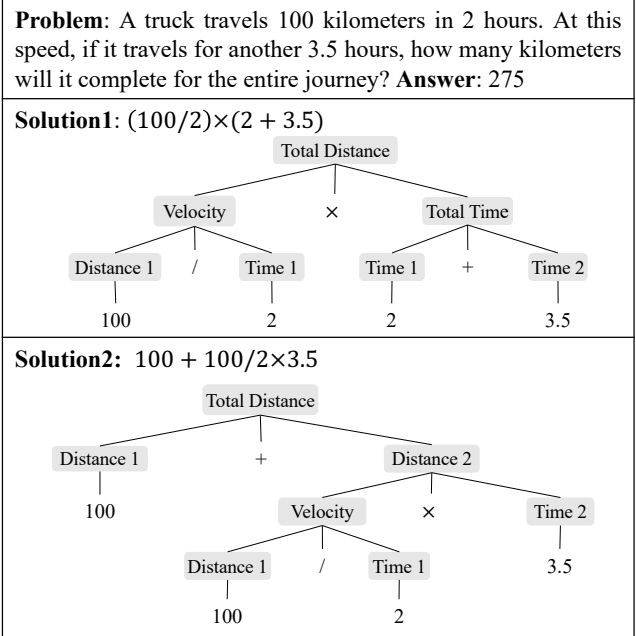 Problem: A truck travels 100 kilometers in 2 hours. At this
speed, if it travels for another 3.5 hours, how many kilometers
will it complete for the entire journey? Answer: 275
Solution1: (100/2)×(2 + 3.5)
Total Distance
Velocity × Total Time
Distance 1 / Time 1 Time 1 + Time 2
100 2 2 3.5
Solution2: 100 + 100/2×3.5
Total Distance
Distance 1 + Distance 2
100 Velocity × Time 2
Distance 1 / Time 1 3.5
100 2